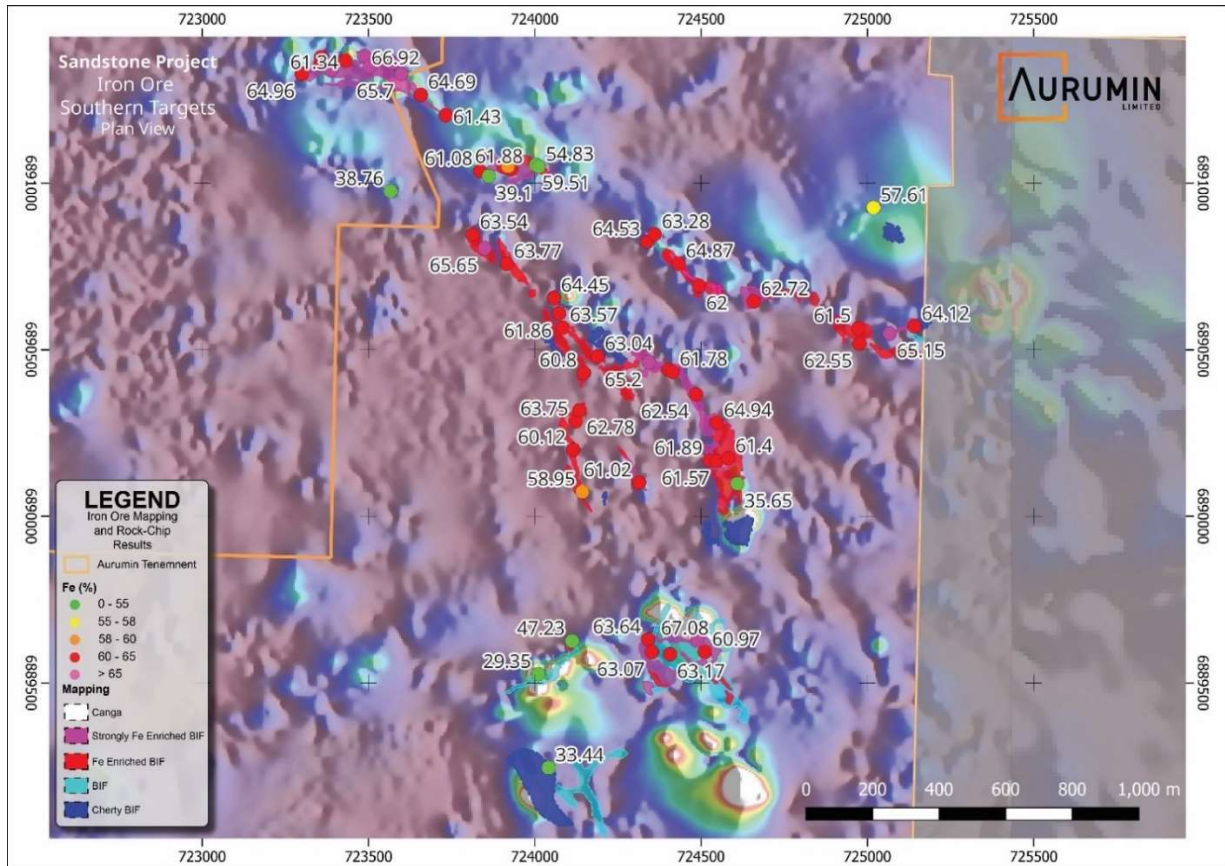 723000 723500 724000 724500 725000 725500
Sandstone Project
Iron Ore
Southern Targets
Plan View
AURUMIN
LIMITED
61.34
66.92
64.96
65.7
64.69
61.43
61.08
61.88
54.83
59.51
39.1
38.76
57.61
6891000
6891000
63.54
65.65
63.77
64.53
63.28
64.87
62
62.72
61.5
64.12
62.55
65.15
64.45
63.57
61.86
63.04
60.8
65.2
61.78
6890500
6890500
63.75
62.78
62.54
64.94
60.12
61.89
61.4
58.95
61.02
61.57
35.65
6890000
6890000
47.23
63.64
67.08
60.97
29.35
63.07
63.17
33.44
6889500
6889500
LEGEND
Iron Ore Mapping
and Rock-Chip
Results
Aurumin Tenemnent
Fe (%)
0 - 55
55 - 58
58 - 60
60 - 65
> 65
Mapping
Canga
Strongly Fe Enriched BIF
Fe Enriched BIF
BIF
Cherty BIF
0 200 400 600 800 1,000 m
723000 723500 724000 724500 725000 725500